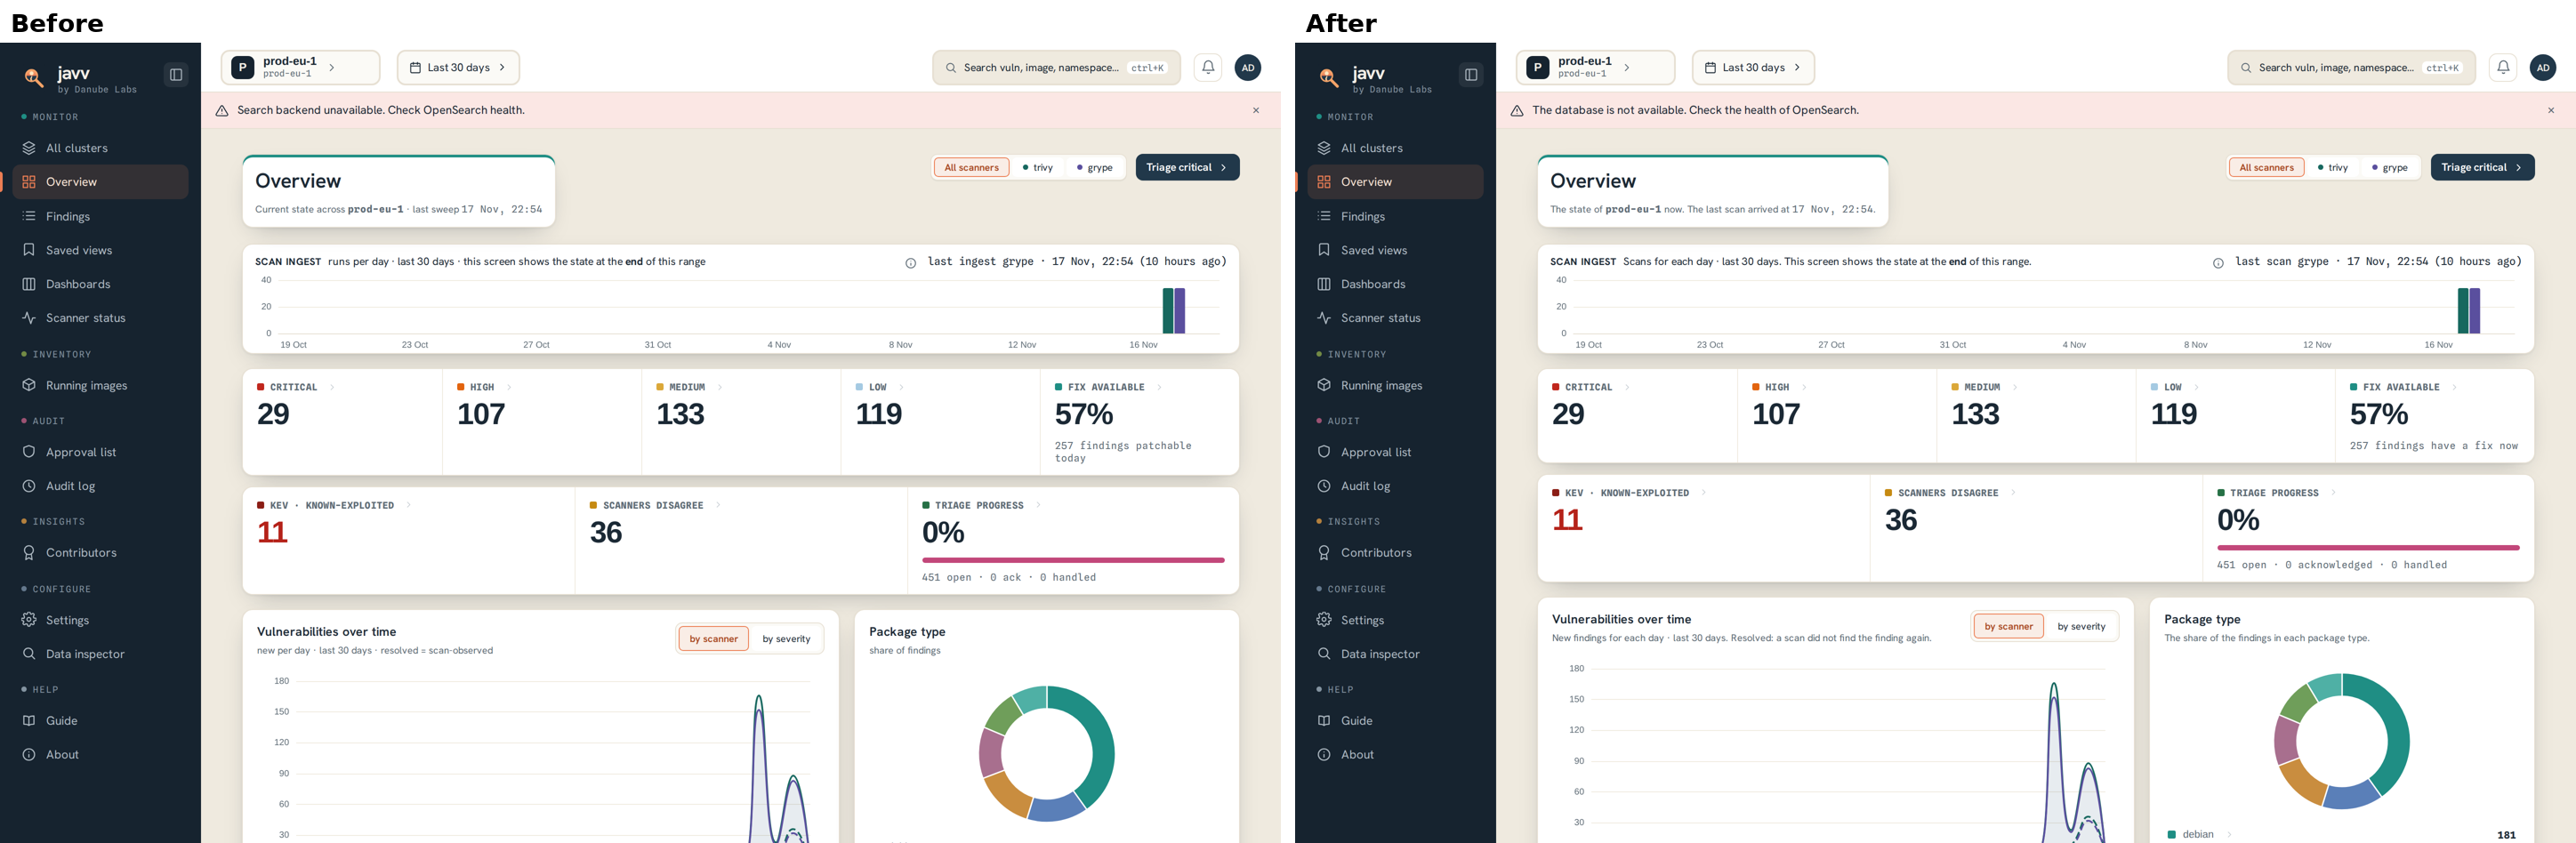 Before
javv
by Danube Labs
MONITOR
All clusters
Overview
Findings
Saved views
Dashboards
Scanner status
INVENTORY
Running images
AUDIT
Approval list
Audit log
INSIGHTS
Contributors
CONFIGURE
Settings
Data inspector
HELP
Guide
About
P
prod-eu-1
prod-eu-1
Last 30 days
Search vuln, image, namespace... ctrl+K
AD
Search backend unavailable. Check OpenSearch health.
Overview
Current state across prod-eu-1 · last sweep 17 Nov, 22:54
All scanners trivy grype
Triage critical
SCAN INGEST runs per day · last 30 days · this screen shows the state at the end of this range
last ingest grype · 17 Nov, 22:54 (10 hours ago)
40
20
0
19 Oct 23 Oct 27 Oct 31 Oct 4 Nov 8 Nov 12 Nov 16 Nov
CRITICAL
29
HIGH
107
MEDIUM
133
LOW
119
FIX AVAILABLE
57%
257 findings patchable
today
KEV · KNOWN-EXPLOITED
11
SCANNERS DISAGREE
36
TRIAGE PROGRESS
0%
451 open · 0 ack · 0 handled
Vulnerabilities over time
new per day · last 30 days · resolved = scan-observed
by scanner by severity
180
150
120
90
60
30
Package type
share of findings
After
javv
by Danube Labs
MONITOR
All clusters
Overview
Findings
Saved views
Dashboards
Scanner status
INVENTORY
Running images
AUDIT
Approval list
Audit log
INSIGHTS
Contributors
CONFIGURE
Settings
Data inspector
HELP
Guide
About
P
prod-eu-1
prod-eu-1
Last 30 days
Search vuln, image, namespace... ctrl+K
AD
The database is not available. Check the health of OpenSearch.
Overview
The state of prod-eu-1 now. The last scan arrived at 17 Nov, 22:54.
All scanners trivy grype
Triage critical
SCAN INGEST Scans for each day · last 30 days. This screen shows the state at the end of this range.
last scan grype · 17 Nov, 22:54 (10 hours ago)
40
20
0
19 Oct 23 Oct 27 Oct 31 Oct 4 Nov 8 Nov 12 Nov 16 Nov
CRITICAL
29
HIGH
107
MEDIUM
133
LOW
119
FIX AVAILABLE
57%
257 findings have a fix now
KEV · KNOWN-EXPLOITED
11
SCANNERS DISAGREE
36
TRIAGE PROGRESS
0%
451 open · 0 acknowledged · 0 handled
Vulnerabilities over time
New findings for each day · last 30 days. Resolved: a scan did not find the finding again.
by scanner by severity
180
150
120
90
60
30
Package type
The share of the findings in each package type.
debian 181